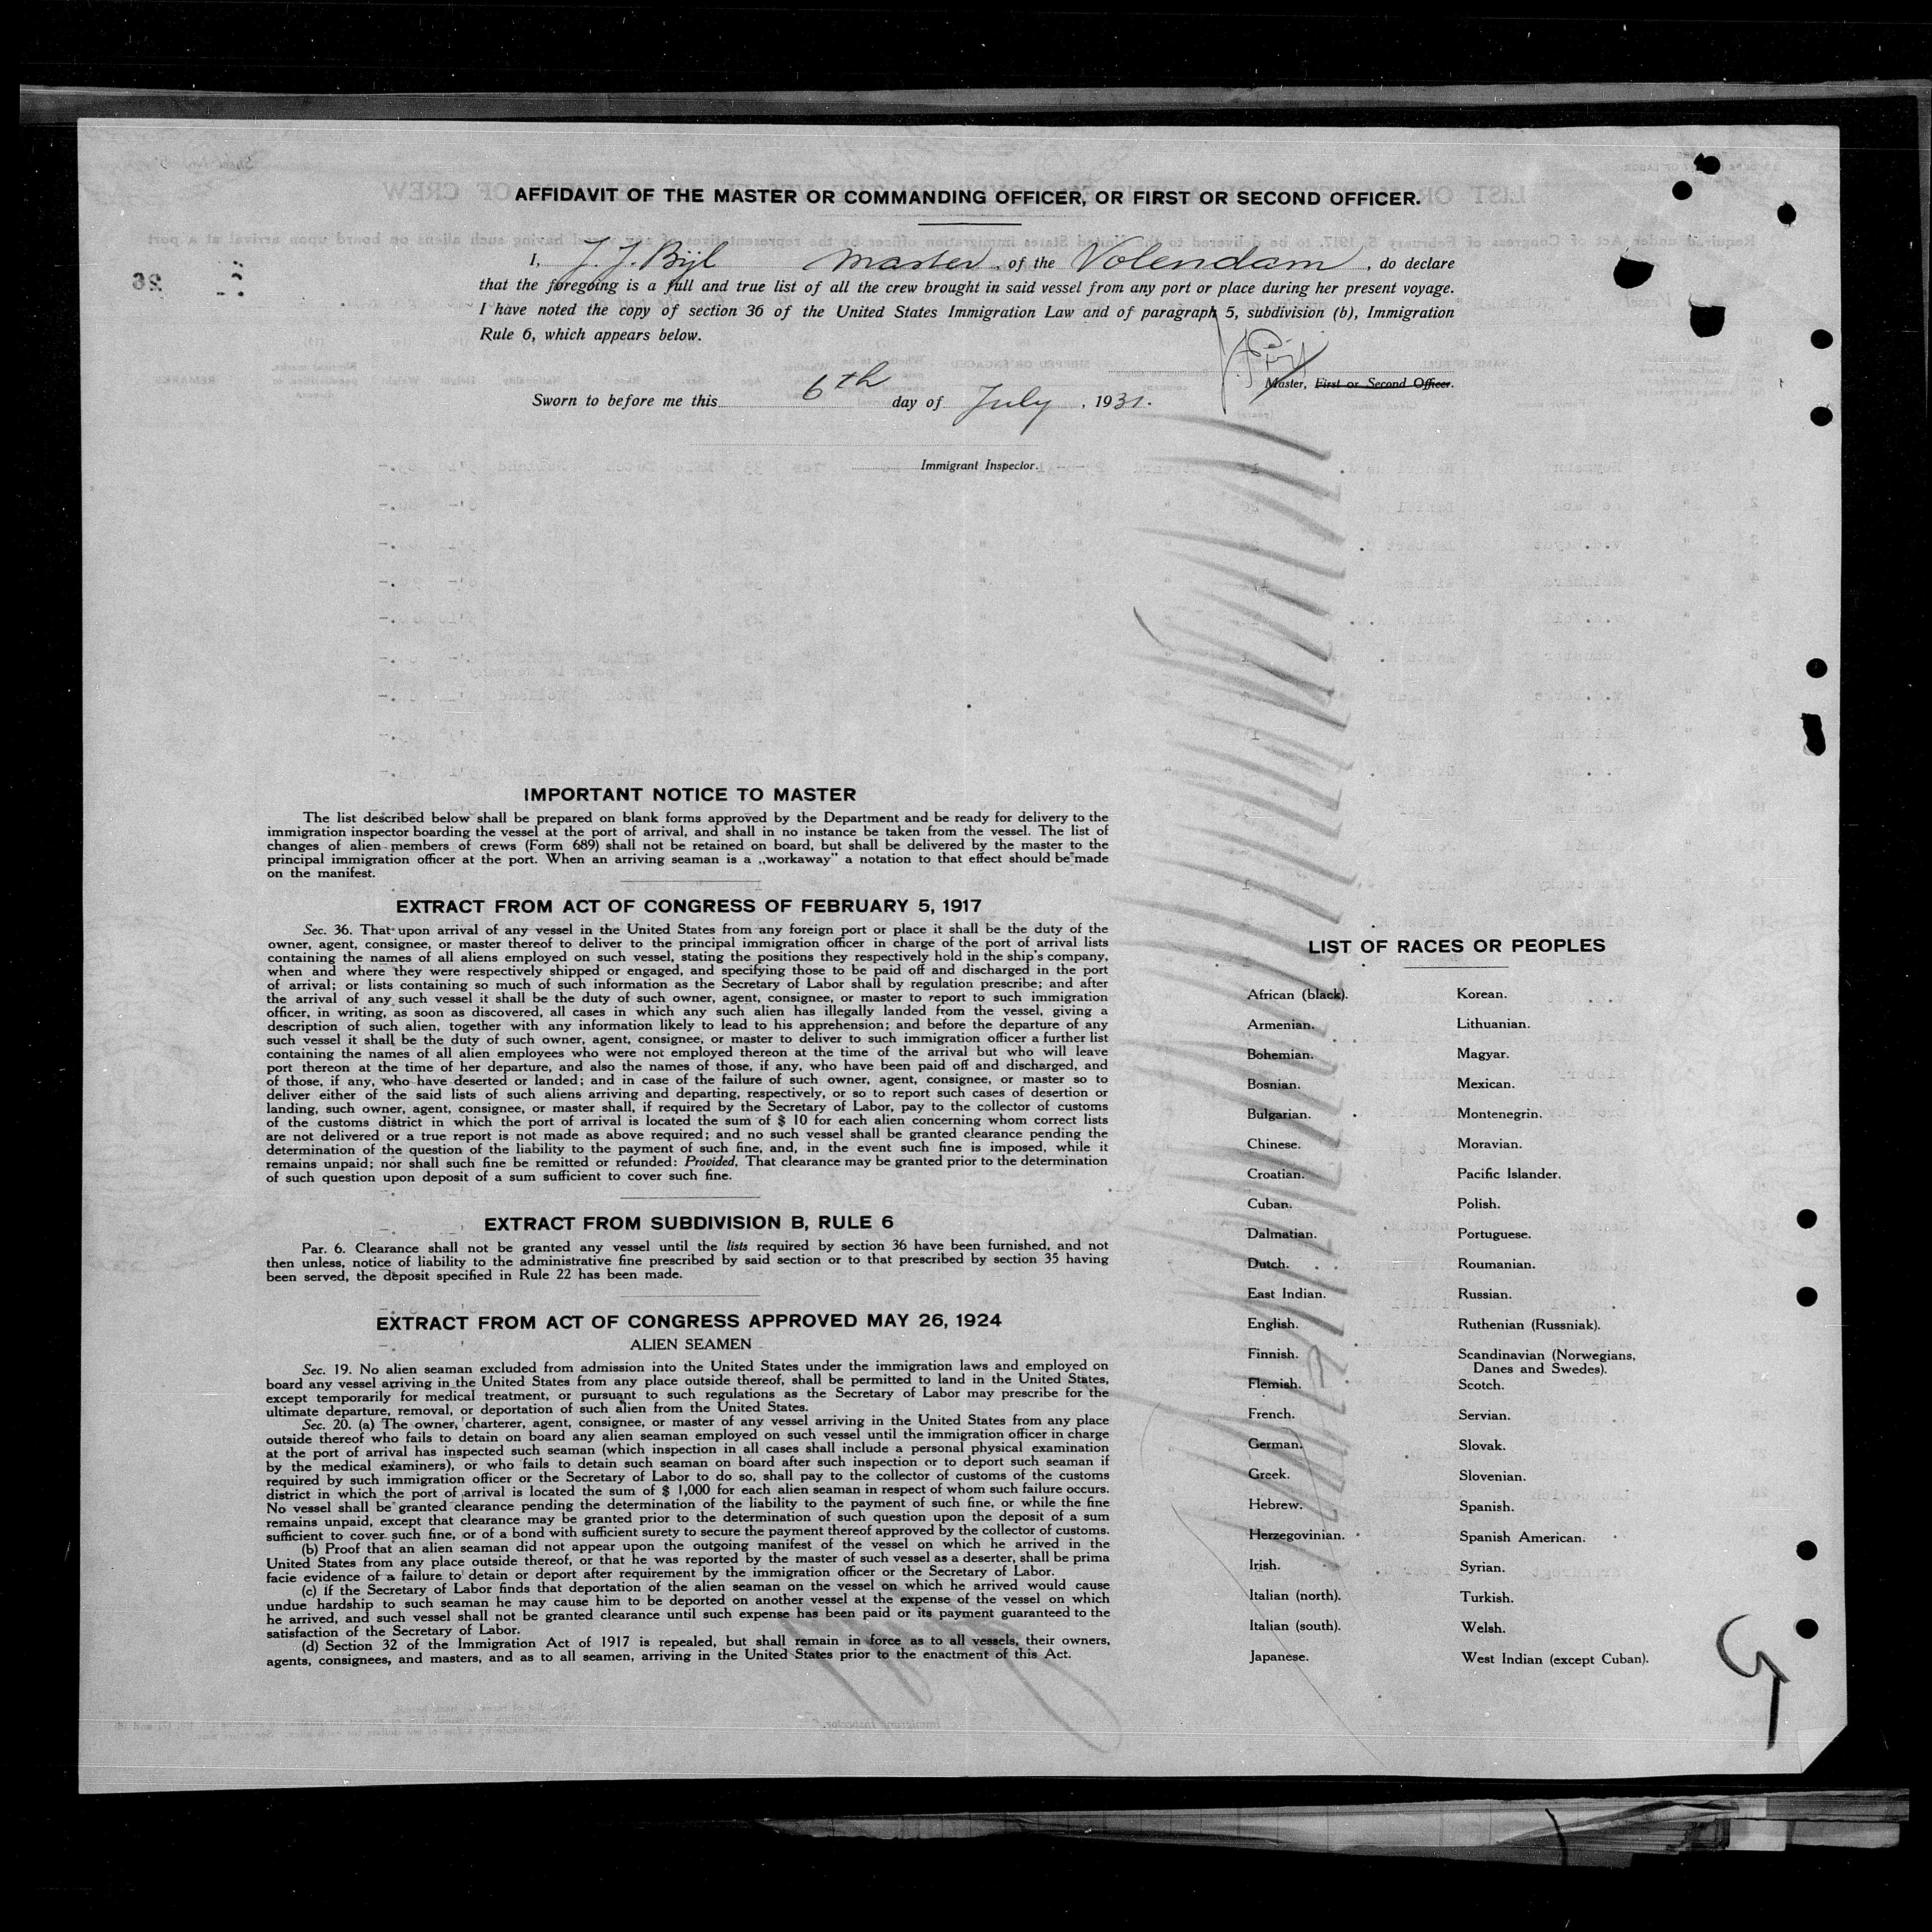 AFFIDAVIT OF THE MASTER OR COMMANDING OFFICER, OR FIRST OR SECOND OFFICER.
I, J. J. Bijl Master, of the Volendam, do declare
that the foregoing is a full and true list of all the crew brought in said vessel from any port or place during her present voyage.
I have noted the copy of section 36 of the United States Immigration Law and of paragraph 5, subdivision (b), Immigration
Rule 6, which appears below.
Master, First or Second Officer.
Sworn to before me this 6th day of July, 1931.
Immigrant Inspector.
IMPORTANT NOTICE TO MASTER
The list described below shall be prepared on blank forms approved by the Department and be ready for delivery to the
immigration inspector boarding the vessel at the port of arrival, and shall in no instance be taken from the vessel. The list of
changes of alien members of crews (Form 689) shall not be retained on board, but shall be delivered by the master to the
principal immigration officer at the port. When an arriving seaman is a „workaway" a notation to that effect should be made
on the manifest.
EXTRACT FROM ACT OF CONGRESS OF FEBRUARY 5, 1917
Sec. 36. That upon arrival of any vessel in the United States from any foreign port or place it shall be the duty of the
owner, agent, consignee, or master thereof to deliver to the principal immigration officer in charge of the port of arrival lists
containing the names of all aliens employed on such vessel, stating the positions they respectively hold in the ship's company,
when and where they were respectively shipped or engaged, and specifying those to be paid off and discharged in the port
of arrival; or lists containing so much of such information as the Secretary of Labor shall by regulation prescribe; and after
the arrival of any such vessel it shall be the duty of such owner, agent, consignee, or master to report to such immigration
officer, in writing, as soon as discovered, all cases in which any such alien has illegally landed from the vessel, giving a
description of such alien, together with any information likely to lead to his apprehension; and before the departure of any
such vessel it shall be the duty of such owner, agent, consignee, or master to deliver to such immigration officer a further list
containing the names of all alien employees who were not employed thereon at the time of the arrival but who will leave
port thereon at the time of her departure, and also the names of those, if any, who have been paid off and discharged, and
of those, if any, who have deserted or landed; and in case of the failure of such owner, agent, consignee, or master so to
deliver either of the said lists of such aliens arriving and departing, respectively, or so to report such cases of desertion or
landing, such owner, agent, consignee, or master shall, if required by the Secretary of Labor, pay to the collector of customs
of the customs district in which the port of arrival is located the sum of $ 10 for each alien concerning whom correct lists
are not delivered or a true report is not made as above required; and no such vessel shall be granted clearance pending the
determination of the question of the liability to the payment of such fine, and, in the event such fine is imposed, while it
remains unpaid; nor shall such fine be remitted or refunded: Provided, That clearance may be granted prior to the determination
of such question upon deposit of a sum sufficient to cover such fine.
EXTRACT FROM SUBDIVISION B, RULE 6
Par. 6. Clearance shall not be granted any vessel until the lists required by section 36 have been furnished, and not
then unless, notice of liability to the administrative fine prescribed by said section or to that prescribed by section 35 having
been served, the deposit specified in Rule 22 has been made.
EXTRACT FROM ACT OF CONGRESS APPROVED MAY 26, 1924
ALIEN SEAMEN
Sec. 19. No alien seaman excluded from admission into the United States under the immigration laws and employed on
board any vessel arriving in the United States from any place outside thereof, shall be permitted to land in the United States,
except temporarily for medical treatment, or pursuant to such regulations as the Secretary of Labor may prescribe for the
ultimate departure, removal, or deportation of such alien from the United States.
Sec. 20. (a) The owner, charterer, agent, consignee, or master of any vessel arriving in the United States from any place
outside thereof who fails to detain on board any alien seaman employed on such vessel until the immigration officer in charge
at the port of arrival has inspected such seaman (which inspection in all cases shall include a personal physical examination
by the medical examiners), or who fails to detain such seaman on board after such inspection or to deport such seaman if
required by such immigration officer or the Secretary of Labor to do so, shall pay to the collector of customs of the customs
district in which the port of arrival is located the sum of $ 1,000 for each alien seaman in respect of whom such failure occurs.
No vessel shall be granted clearance pending the determination of the liability to the payment of such fine, or while the fine
remains unpaid, except that clearance may be granted prior to the determination of such question upon the deposit of a sum
sufficient to cover such fine, or of a bond with sufficient surety to secure the payment thereof approved by the collector of customs.
(b) Proof that an alien seaman did not appear upon the outgoing manifest of the vessel on which he arrived in the
United States from any place outside thereof, or that he was reported by the master of such vessel as a deserter, shall be prima
facie evidence of a failure to detain or deport after requirement by the immigration officer or the Secretary of Labor.
(c) If the Secretary of Labor finds that deportation of the alien seaman on the vessel on which he arrived would cause
undue hardship to such seaman he may cause him to be deported on another vessel at the expense of the vessel on which
he arrived, and such vessel shall not be granted clearance until such expense has been paid or its payment guaranteed to the
satisfaction of the Secretary of Labor.
(d) Section 32 of the Immigration Act of 1917 is repealed, but shall remain in force as to all vessels, their owners,
agents, consignees, and masters, and as to all seamen, arriving in the United States prior to the enactment of this Act.
LIST OF RACES OR PEOPLES
African (black).
Armenian.
Bohemian.
Bosnian.
Bulgarian.
Chinese.
Croatian.
Cuban.
Dalmatian.
Dutch.
East Indian.
English.
Finnish.
Flemish.
French.
German.
Greek.
Hebrew.
Herzegovinian.
Irish.
Italian (north).
Italian (south).
Japanese.
Korean.
Lithuanian.
Magyar.
Mexican.
Montenegrin.
Moravian.
Pacific Islander.
Polish.
Portuguese.
Roumanian.
Russian.
Ruthenian (Russniak).
Scandinavian (Norwegians,
Danes and Swedes).
Scotch.
Servian.
Slovak.
Slovenian.
Spanish.
Spanish American.
Syrian.
Turkish.
Welsh.
West Indian (except Cuban).